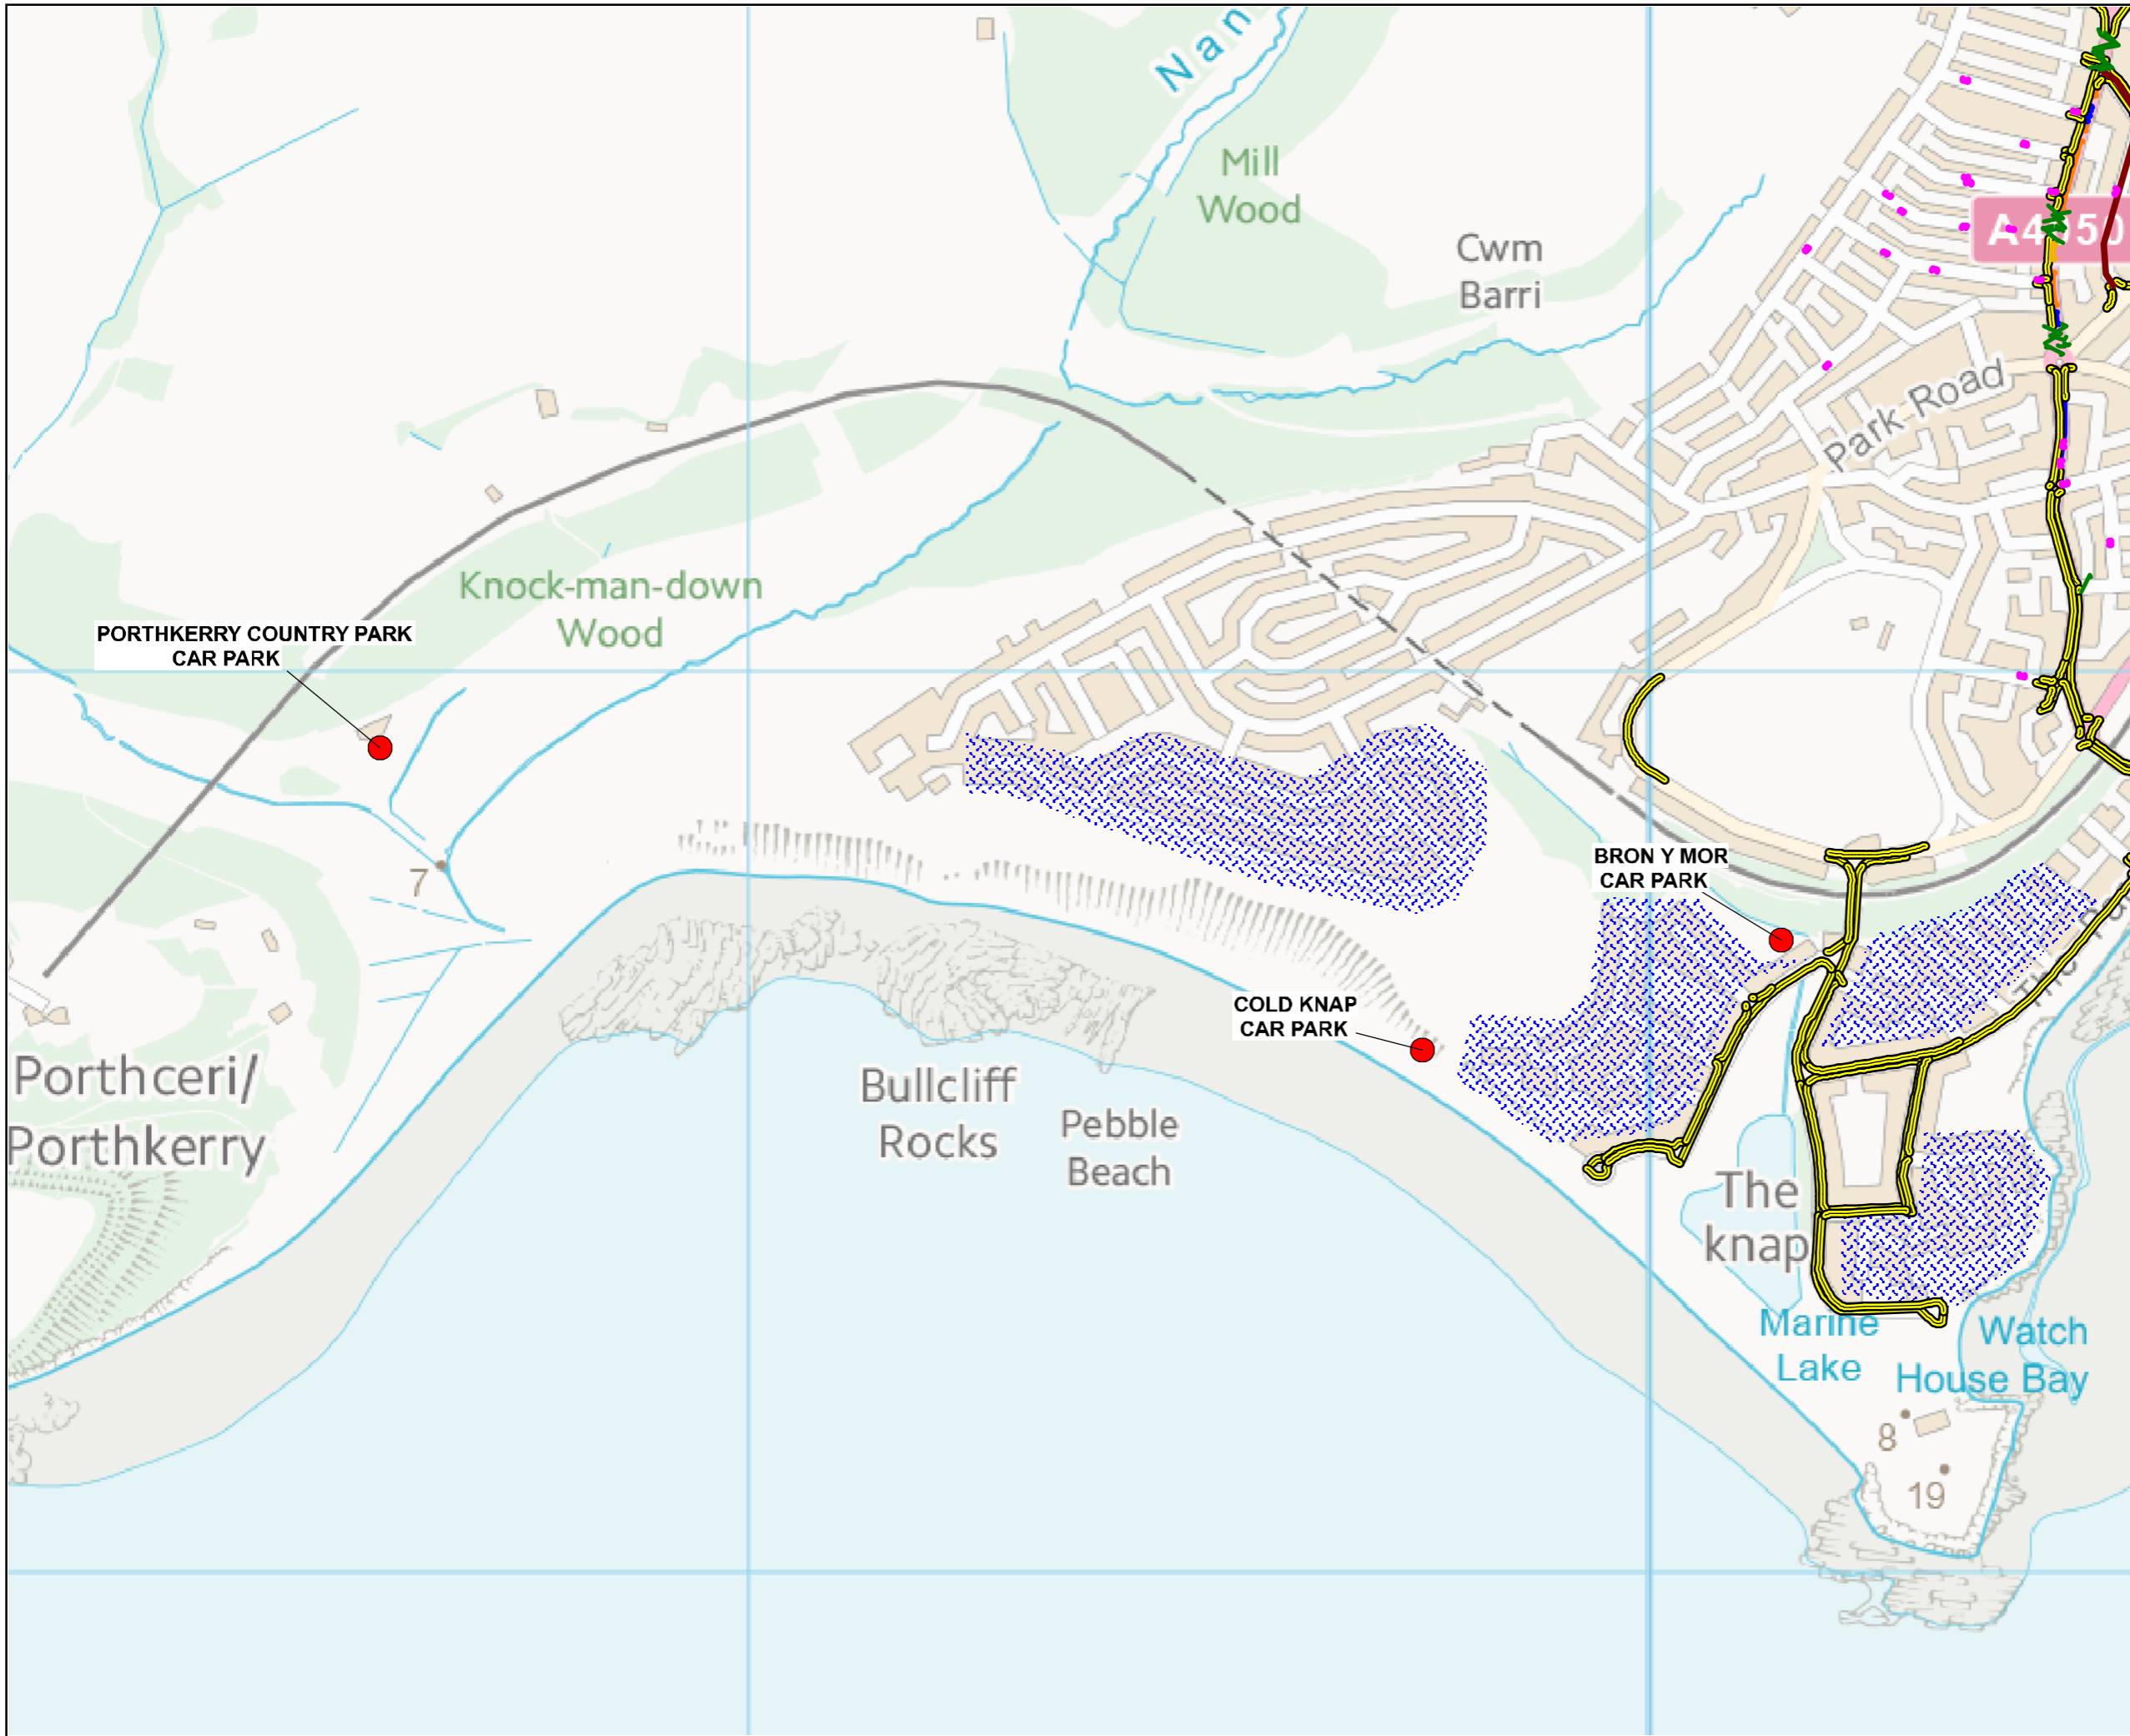 Nan
Mill
Wood
Cwm
Barri
Park Road
Knock-man-down
Wood
PORTHKERRY COUNTRY PARK
CAR PARK
BRON Y MOR
CAR PARK
7
COLD KNAP
CAR PARK
The
Porthceri/
Porthkerry
Bullcliff
Rocks
Pebble
Beach
The
knap
Marine
Lake
Watch
House Bay
8
19